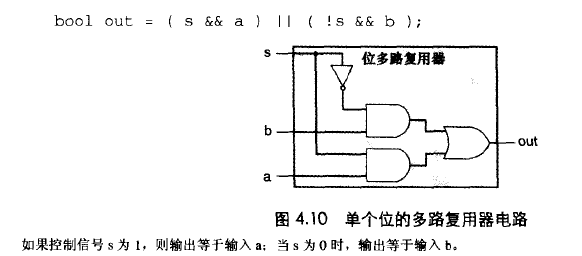 bool out = ( s && a ) || ( !s && b );
s
位多路复用器
b
out
a
图 4.10 单个位的多路复用器电路
如果控制信号 s 为 1，则输出等于输入 a；当 s 为 0 时，输出等于输入 b。